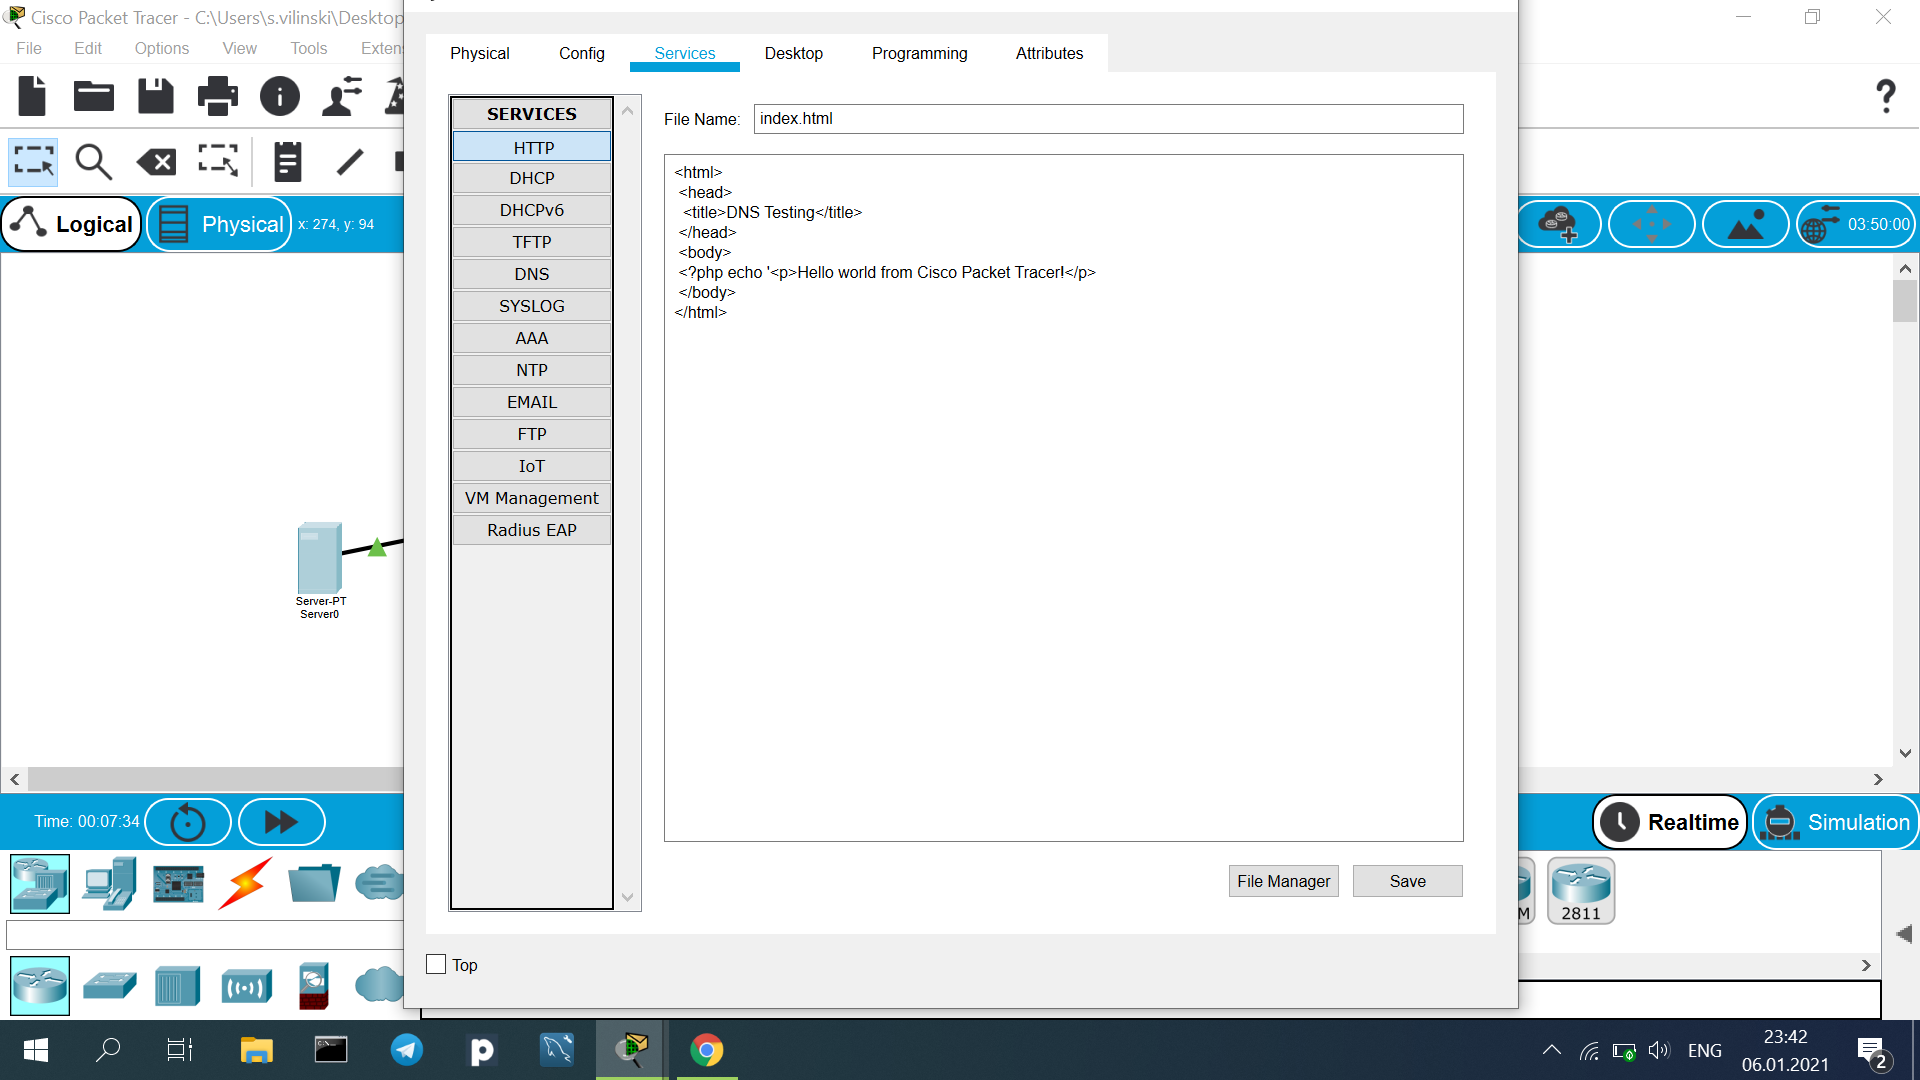 Cisco Packet Tracer - C:\Users\s.vilinski\Desktop
File Edit Options View Tools Exten
Physical Config Services Desktop Programming Attributes
SERVICES
HTTP
DHCP
DHCPv6
TFTP
DNS
SYSLOG
AAA
NTP
EMAIL
FTP
IoT
VM Management
Radius EAP
File Name: index.html
<html>
<head>
<title>DNS Testing</title>
</head>
<body>
<?php echo '<p>Hello world from Cisco Packet Tracer!</p>
</body>
</html>
File Manager Save
Top
Logical Physical x: 274, y: 94
03:50:00
Server-PT
Server0
Time: 00:07:34
Realtime Simulation
M 2811
ENG
23:42
06.01.2021
2